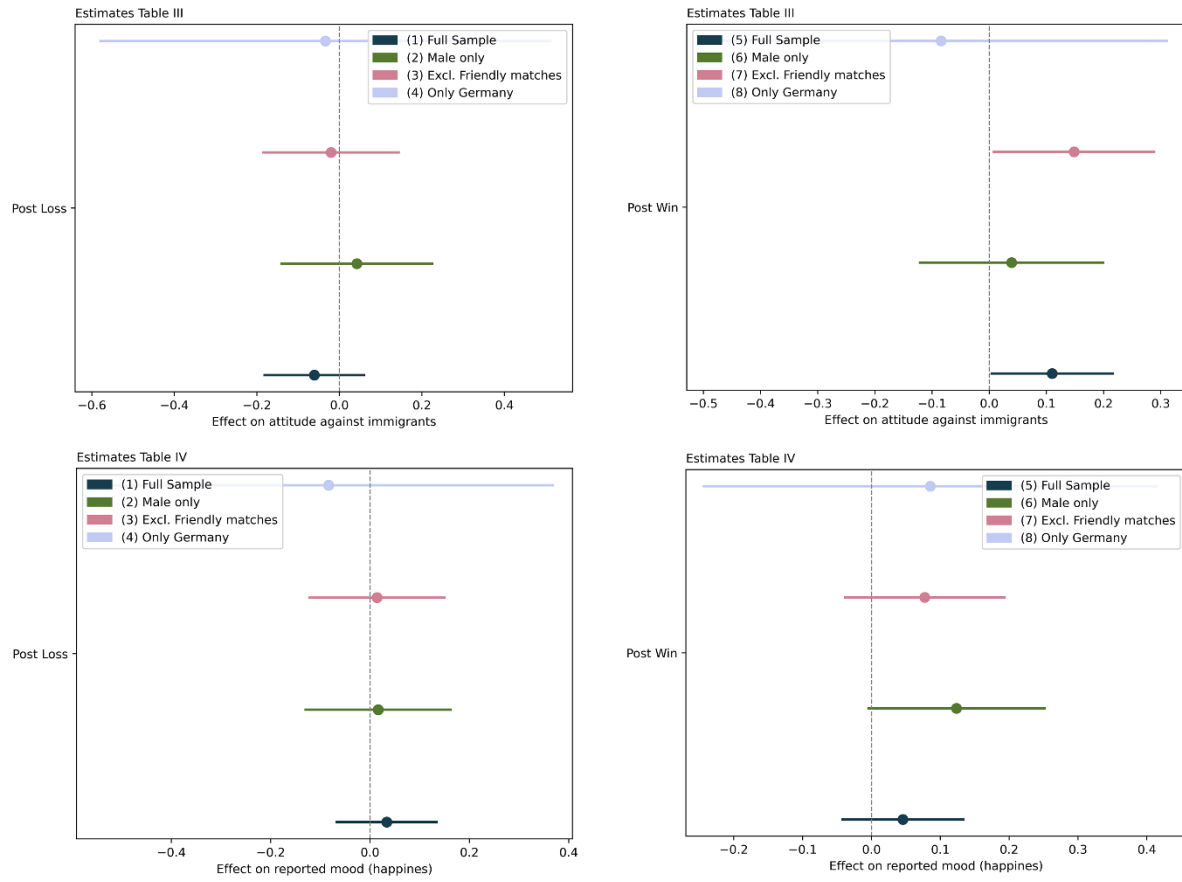 Estimates Table III
(1) Full Sample
(2) Male only
(3) Excl. Friendly matches
(4) Only Germany
Post Loss
−0.6 −0.4 −0.2 0.0 0.2 0.4
Effect on attitude against immigrants
Estimates Table III
(5) Full Sample
(6) Male only
(7) Excl. Friendly matches
(8) Only Germany
Post Win
−0.5 −0.4 −0.3 −0.2 −0.1 0.0 0.1 0.2 0.3
Effect on attitude against immigrants
Estimates Table IV
(1) Full Sample
(2) Male only
(3) Excl. Friendly matches
(4) Only Germany
Post Loss
−0.4 −0.2 0.0 0.2 0.4
Effect on reported mood (happines)
Estimates Table IV
(5) Full Sample
(6) Male only
(7) Excl. Friendly matches
(8) Only Germany
Post Win
−0.2 −0.1 0.0 0.1 0.2 0.3 0.4
Effect on reported mood (happines)